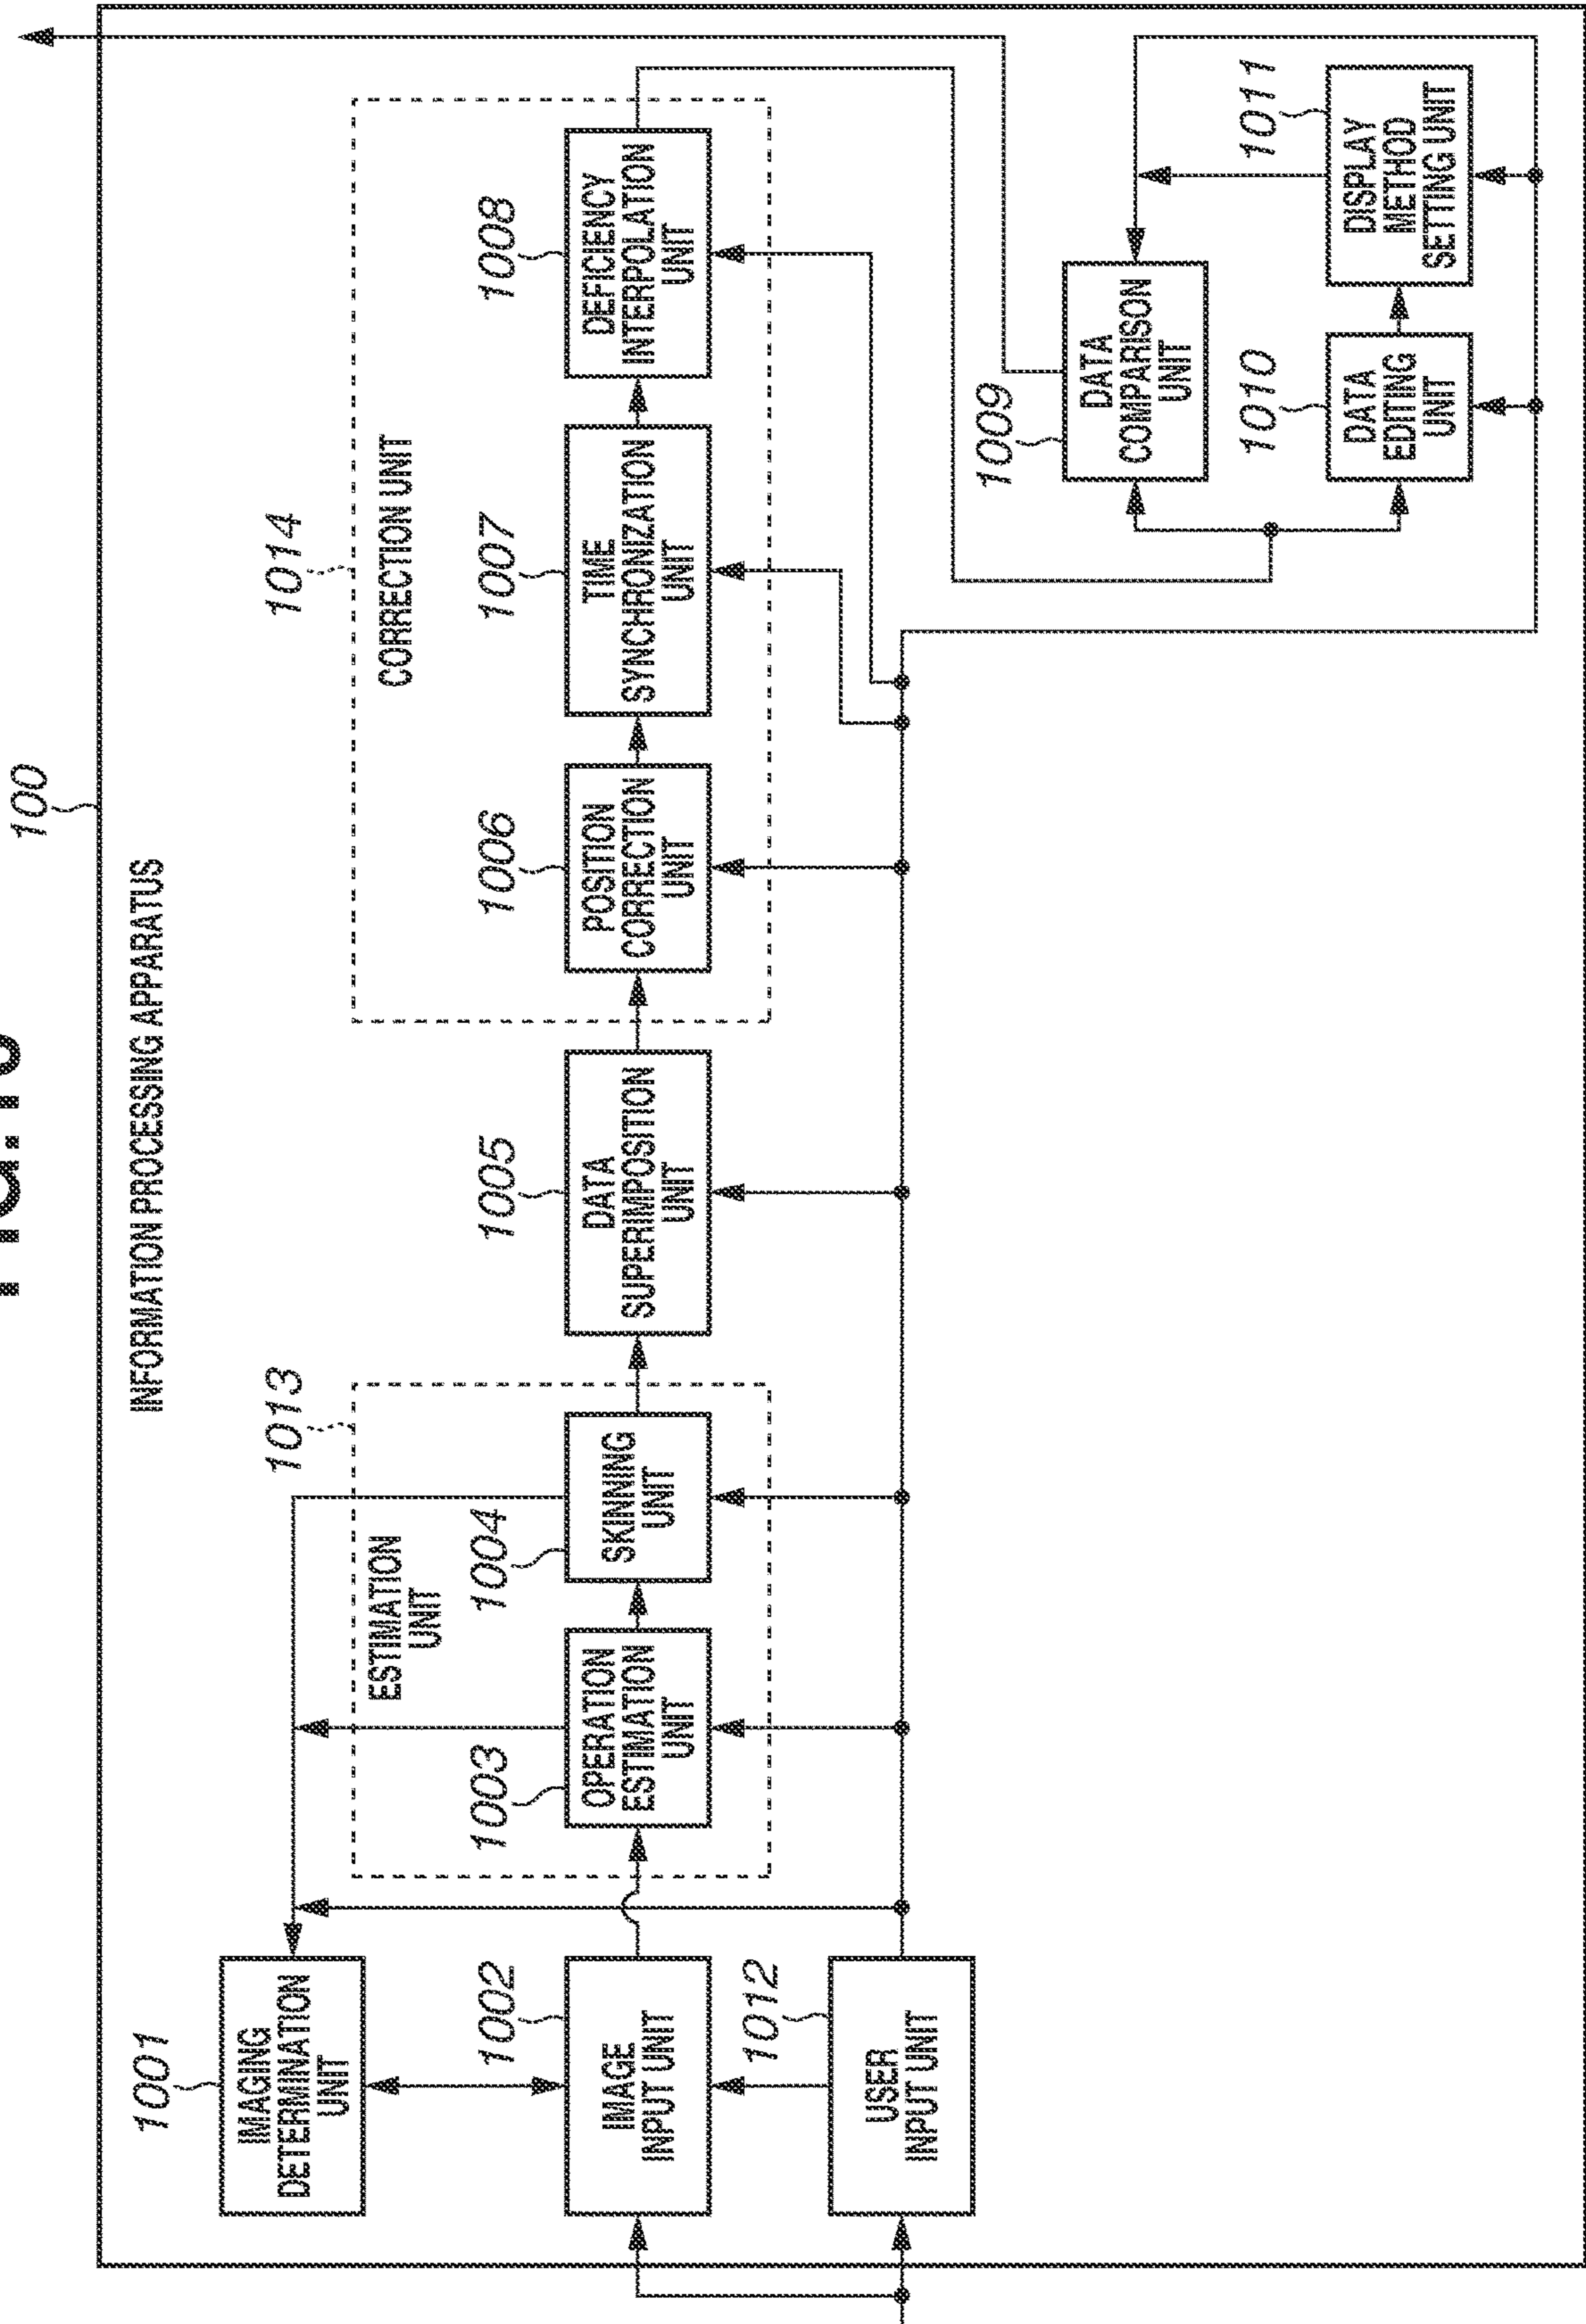 FIG.10
100
INFORMATION PROCESSING APPARATUS
1001
IMAGING
DETERMINATION
UNIT
1002
IMAGE
INPUT UNIT
1012
USER
INPUT UNIT
1013
ESTIMATION
UNIT
1003
OPERATION
ESTIMATION
UNIT
1004
SKINNING
UNIT
1005
DATA
SUPERIMPOSITION
UNIT
1014
CORRECTION UNIT
1006
POSITION
CORRECTION
UNIT
1007
TIME
SYNCHRONIZATION
UNIT
1008
DEFICIENCY
INTERPOLATION
UNIT
1009
DATA
COMPARISON
UNIT
1010
DATA
EDITING
UNIT
1011
DISPLAY
METHOD
SETTING UNIT